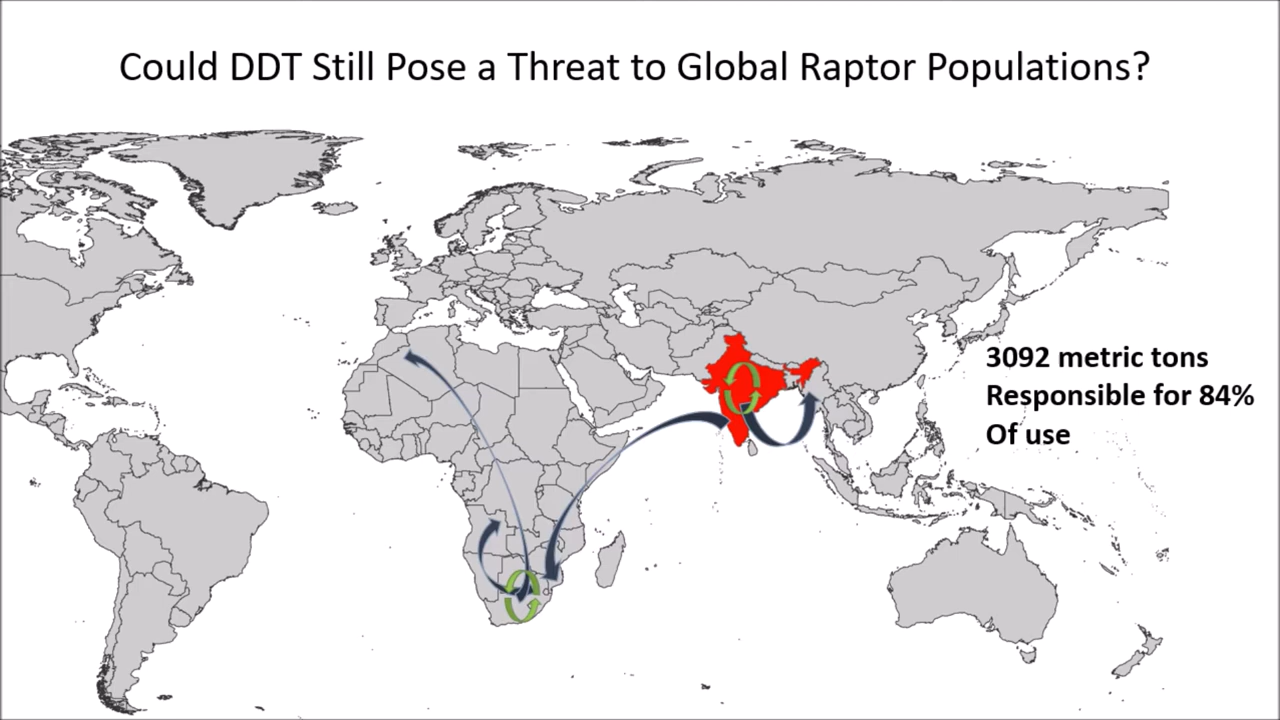 Could DDT Still Pose a Threat to Global Raptor Populations?
3092 metric tons
Responsible for 84%
Of use